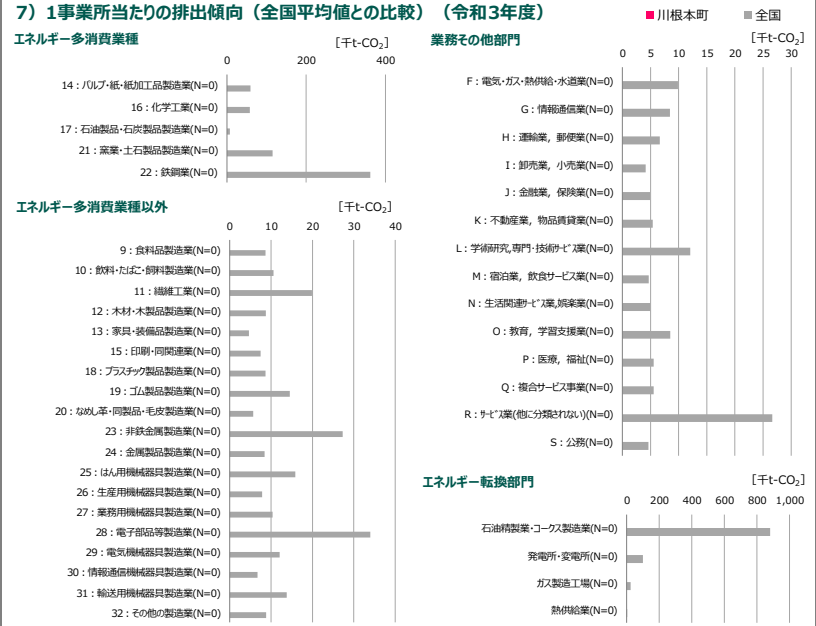 7）1事業所当たりの排出傾向（全国平均値との比較）（令和3年度）
■川根本町 ■全国
エネルギー多消費業種
[千t-CO₂]
0 200 400
14：パルプ・紙・紙加工品製造業(N=0)
16：化学工業(N=0)
17：石油製品・石炭製品製造業(N=0)
21：窯業・土石製品製造業(N=0)
22：鉄鋼業(N=0)
エネルギー多消費業種以外
[千t-CO₂]
0 10 20 30 40
9：食料品製造業(N=0)
10：飲料・たばこ・飼料製造業(N=0)
11：繊維工業(N=0)
12：木材・木製品製造業(N=0)
13：家具・装備品製造業(N=0)
15：印刷・同関連業(N=0)
18：プラスチック製品製造業(N=0)
19：ゴム製品製造業(N=0)
20：なめし革・同製品・毛皮製造業(N=0)
23：非鉄金属製造業(N=0)
24：金属製品製造業(N=0)
25：はん用機械器具製造業(N=0)
26：生産用機械器具製造業(N=0)
27：業務用機械器具製造業(N=0)
28：電子部品等製造業(N=0)
29：電気機械器具製造業(N=0)
30：情報通信機械器具製造業(N=0)
31：輸送用機械器具製造業(N=0)
32：その他の製造業(N=0)
業務その他部門
[千t-CO₂]
0 5 10 15 20 25 30
F：電気・ガス・熱供給・水道業(N=0)
G：情報通信業(N=0)
H：運輸業，郵便業(N=0)
I：卸売業，小売業(N=0)
J：金融業，保険業(N=0)
K：不動産業，物品賃貸業(N=0)
L：学術研究,専門・技術ｻｰﾋﾞｽ業(N=0)
M：宿泊業，飲食サービス業(N=0)
N：生活関連ｻｰﾋﾞｽ業,娯楽業(N=0)
O：教育，学習支援業(N=0)
P：医療，福祉(N=0)
Q：複合サービス事業(N=0)
R：ｻｰﾋﾞｽ業(他に分類されない)(N=0)
S：公務(N=0)
エネルギー転換部門
[千t-CO₂]
0 200 400 600 800 1,000
石油精製業・コークス製造業(N=0)
発電所・変電所(N=0)
ガス製造工場(N=0)
熱供給業(N=0)